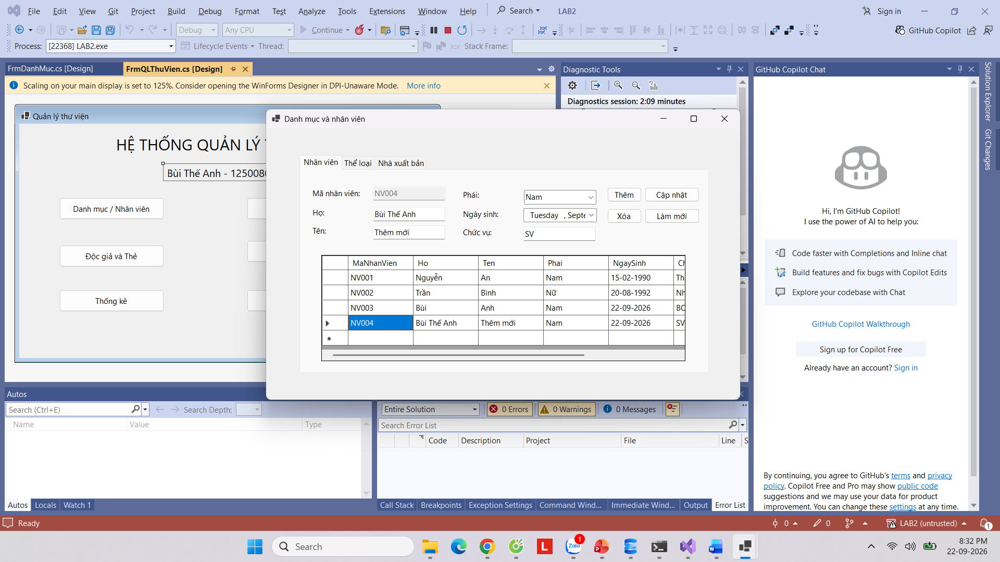 File Edit View Git Project Build Debug Format Test Analyze Tools Extensions Window Help Search LAB2 Sign in
Debug Any CPU Continue GitHub Copilot
Process: [22368] LAB2.exe Lifecycle Events Thread: Stack Frame:
FrmDanhMuc.cs [Design] FrmQLThuVien.cs [Design]
Scaling on your main display is set to 125%. Consider opening the WinForms Designer in DPI-Unaware Mode. More info
Quản lý thư viện
HỆ THỐNG QUẢN LÝ
Bùi Thế Anh - 1250080
Danh mục / Nhân viên
Độc giả và Thẻ
Thống kê
Diagnostic Tools
Diagnostics session: 2:09 minutes
Danh mục và nhân viên
Nhân viên Thể loại Nhà xuất bản
Mã nhân viên: NV004 Phái: Nam Thêm Cập nhật
Họ: Bùi Thế Anh Ngày sinh: Tuesday , Septe Xóa Làm mới
Tên: Thêm mới Chức vụ: SV
MaNhanVien Ho Ten Phai NgaySinh Ch
NV001 Nguyễn An Nam 15-02-1990 Th
NV002 Trần Bình Nữ 20-08-1992 Nh
NV003 Bùi Anh Nam 22-09-2026 BC
NV004 Bùi Thế Anh Thêm mới Nam 22-09-2026 SV
GitHub Copilot Chat
Hi, I'm GitHub Copilot!
I use the power of AI to help you:
Code faster with Completions and Inline chat
Build features and fix bugs with Copilot Edits
Explore your codebase with Chat
GitHub Copilot Walkthrough
Sign up for Copilot Free
Already have an account? Sign in
By continuing, you agree to GitHub's terms and privacy
policy. Copilot Free and Pro may show public code
suggestions and we may use your data for product
improvement. You can change these settings at any time.
Solution Explorer
Git Changes
Autos
Search (Ctrl+E) Search Depth:
Name Value Type
Autos Locals Watch 1
Entire Solution 0 Errors 0 Warnings 0 Messages
Search Error List
Code Description Project File Line S
Call Stack Breakpoints Exception Settings Command Wind... Immediate Wind... Output Error List
Ready 0 0 LAB2 (untrusted) 1
Search L Zalo 1 8:32 PM
22-09-2026